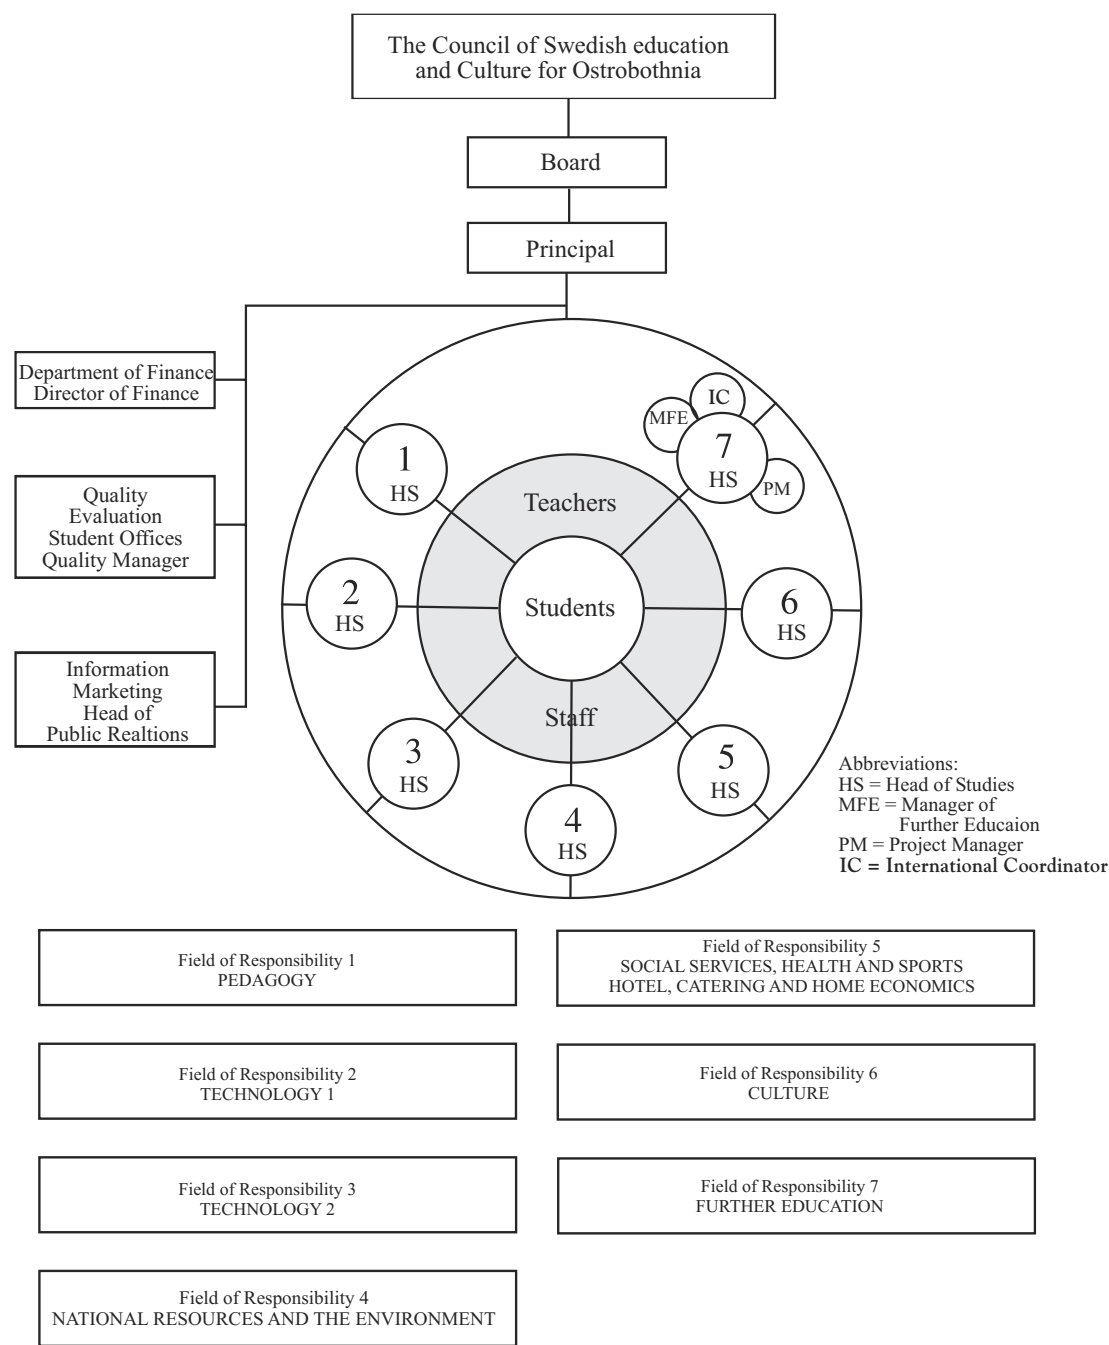 The Council of Swedish education
and Culture for Ostrobothnia
Board
Principal
Department of Finance
Director of Finance
Quality
Evaluation
Student Offices
Quality Manager
Information
Marketing
Head of
Public Realtions
1
HS
2
HS
3
HS
4
HS
5
HS
6
HS
7
HS
MFE
IC
PM
Teachers
Students
Staff
Abbreviations:
HS = Head of Studies
MFE = Manager of
Further Educaion
PM = Project Manager
IC = International Coordinator
Field of Responsibility 1
PEDAGOGY
Field of Responsibility 2
TECHNOLOGY 1
Field of Responsibility 3
TECHNOLOGY 2
Field of Responsibility 4
NATIONAL RESOURCES AND THE ENVIRONMENT
Field of Responsibility 5
SOCIAL SERVICES, HEALTH AND SPORTS
HOTEL, CATERING AND HOME ECONOMICS
Field of Responsibility 6
CULTURE
Field of Responsibility 7
FURTHER EDUCATION